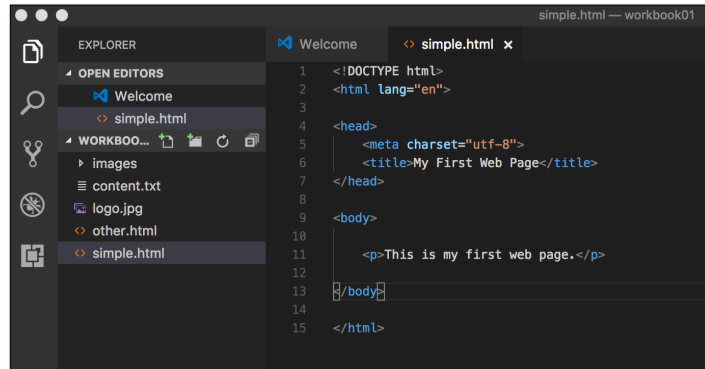 simple.html — workbook01
EXPLORER
OPEN EDITORS
Welcome
simple.html
WORKBOO...
images
content.txt
logo.jpg
other.html
simple.html
Welcome
<> simple.html ×
1 <!DOCTYPE html>
2 <html lang="en">
3
4 <head>
5 <meta charset="utf-8">
6 <title>My First Web Page</title>
7 </head>
8
9 <body>
10
11 <p>This is my first web page.</p>
12
13 </body>
14
15 </html>